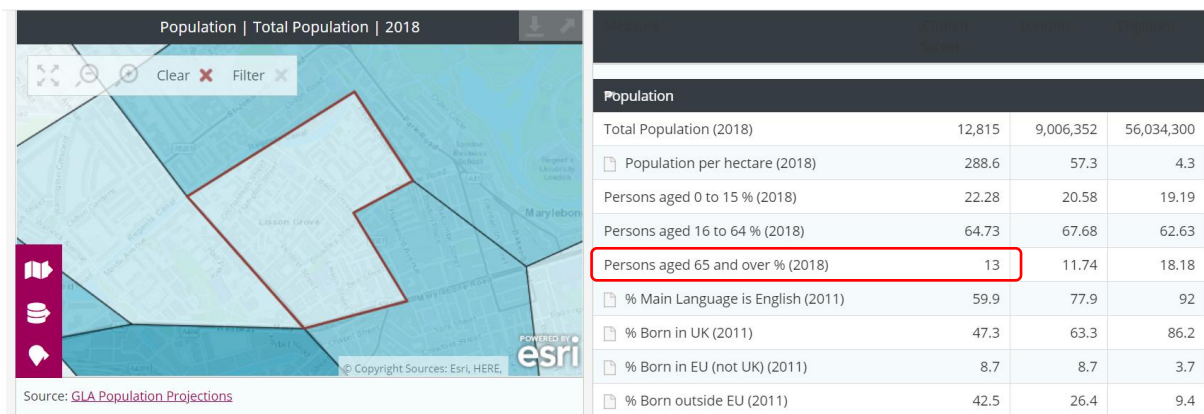 Population | Total Population | 2018
Clear Filter
Lisson Grove
Marylebon
POWERED BY
esri
© Copyright Sources: Esri, HERE,
Source: GLA Population Projections
Population
Total Population (2018) 12,815 9,006,352 56,034,300
Population per hectare (2018) 288.6 57.3 4.3
Persons aged 0 to 15 % (2018) 22.28 20.58 19.19
Persons aged 16 to 64 % (2018) 64.73 67.68 62.63
Persons aged 65 and over % (2018) 13 11.74 18.18
% Main Language is English (2011) 59.9 77.9 92
% Born in UK (2011) 47.3 63.3 86.2
% Born in EU (not UK) (2011) 8.7 8.7 3.7
% Born outside EU (2011) 42.5 26.4 9.4